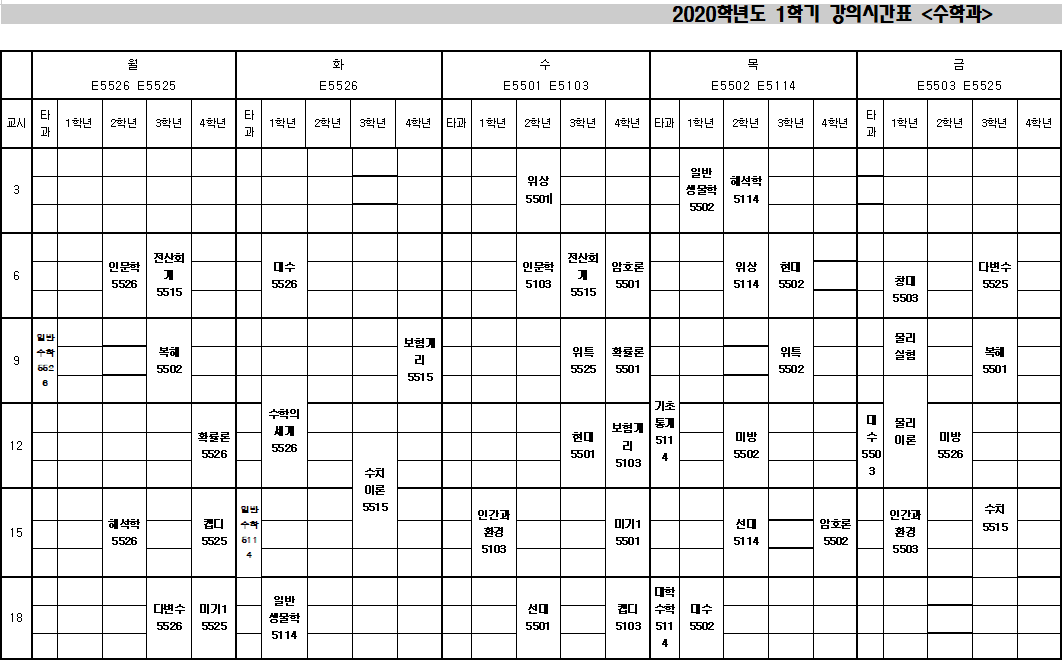 2020학년도 1학기 강의시간표 <수학과>
월 화 수 목 금
E5526 E5525 E5526 E5501 E5103 E5502 E5114 E5503 E5525
교시 타과 1학년 2학년 3학년 4학년 타과 1학년 2학년 3학년 4학년 타과 1학년 2학년 3학년 4학년 타과 1학년 2학년 3학년 4학년 타과 1학년 2학년 3학년 4학년
3
위상
5501
일반
생물학
5502
해석학
5114
6
인문학
5526
전산회
계
5515
대수
5526
인문학
5103
전산회
계
5515
암호론
5501
위상
5114
현대
5502
창대
5503
다변수
5525
9
일반
수학
552
6
복해
5502
보험계
리
5515
위특
5525
확률론
5501
위특
5502
물리
실험
복해
5501
12
확률론
5526
수학의
세계
5526
수치
이론
5515
현대
5501
보험계
리
5103
기초
통계
511
4
미방
5502
대
수
550
3
물리
이론
미방
5526
15
해석학
5526
캡디
5525
일반
수학
511
4
인간과
환경
5103
미기1
5501
선대
5114
암호론
5502
인간과
환경
5503
수치
5515
18
다변수
5526
미기1
5525
일반
생물학
5114
선대
5501
캡디
5103
대학
수학
511
4
대수
5502